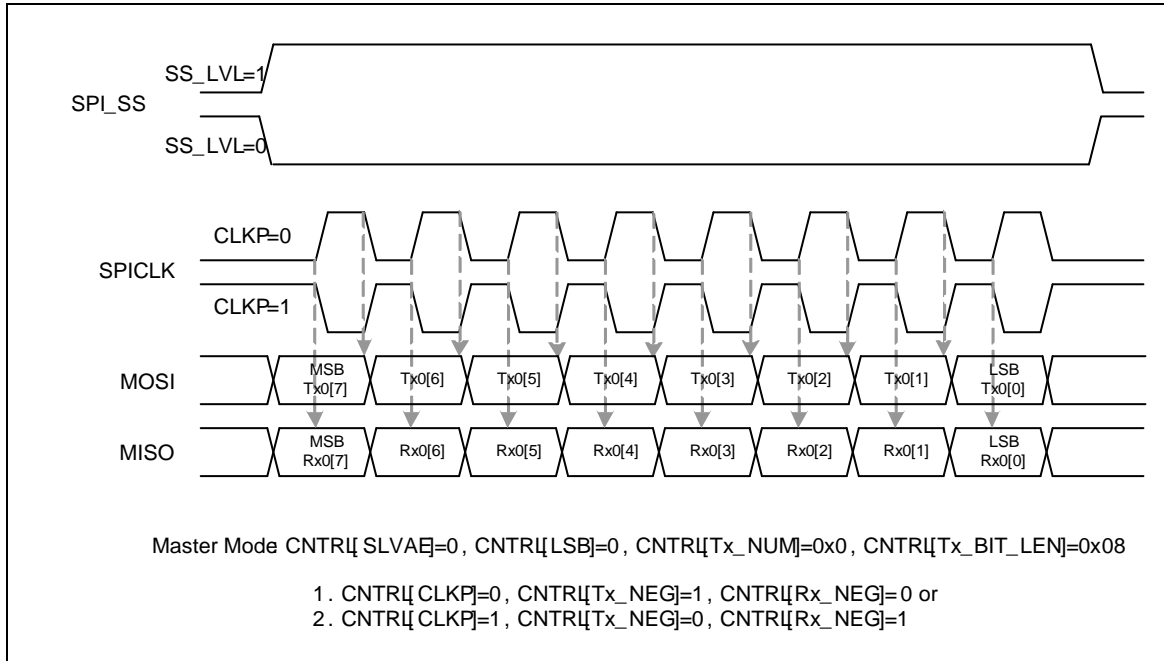 SS_LVL=1
SPI_SS
SS_LVL=0
CLKP=0
SPICLK
CLKP=1
MOSI
MSB
Tx0[7]
Tx0[6]
Tx0[5]
Tx0[4]
Tx0[3]
Tx0[2]
Tx0[1]
LSB
Tx0[0]
MISO
MSB
Rx0[7]
Rx0[6]
Rx0[5]
Rx0[4]
Rx0[3]
Rx0[2]
Rx0[1]
LSB
Rx0[0]
Master Mode: CNTRL[SLVAE]=0, CNTRL[LSB]=0, CNTRL[Tx_NUM]=0x0, CNTRL[Tx_BIT_LEN]=0x08
1. CNTRL[CLKP]=0, CNTRL[Tx_NEG]=1, CNTRL[Rx_NEG]=0 or
2. CNTRL[CLKP]=1, CNTRL[Tx_NEG]=0, CNTRL[Rx_NEG]=1